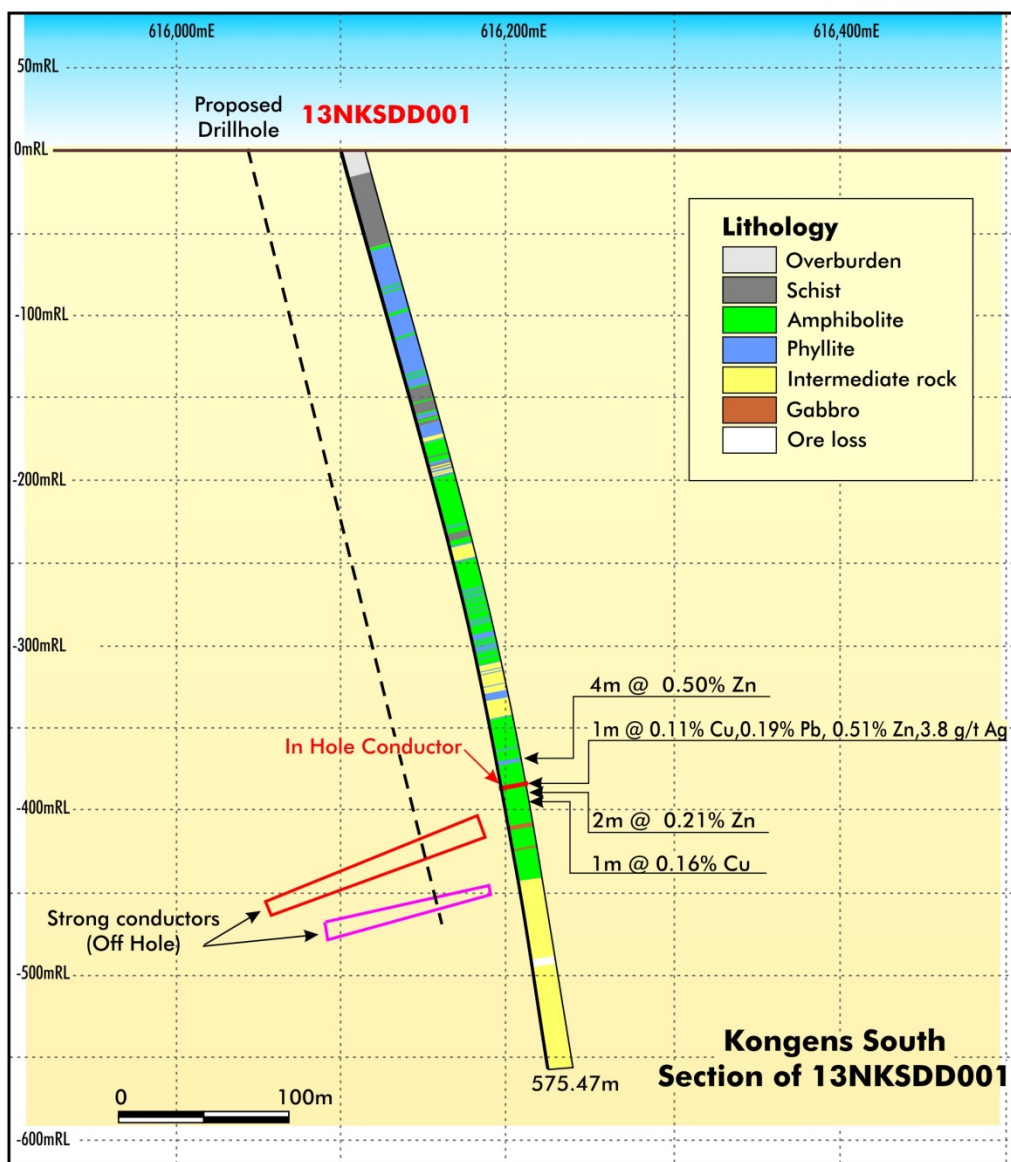 616,000mE
616,200mE
616,400mE
50mRL
Proposed
Drillhole
13NKSDD001
0mRL
Lithology
Overburden
Schist
Amphibolite
Phyllite
Intermediate rock
Gabbro
Ore loss
-100mRL
-200mRL
-300mRL
4m @ 0.50% Zn
1m @ 0.11% Cu,0.19% Pb, 0.51% Zn,3.8 g/t Ag
In Hole Conductor
-400mRL
2m @ 0.21% Zn
1m @ 0.16% Cu
Strong conductors
(Off Hole)
-500mRL
Kongens South
Section of 13NKSDD001
575.47m
0 100m
-600mRL